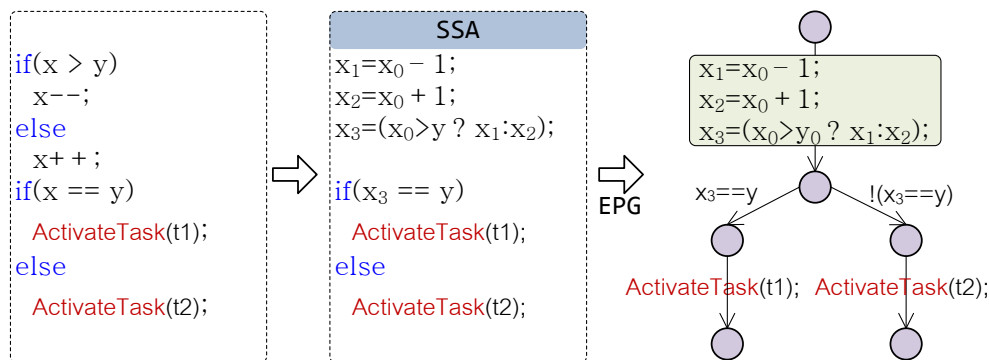 if(x > y)
x--;
else
x++;
if(x == y)
ActivateTask(t1);
else
ActivateTask(t2);
SSA
x₁=x₀ – 1;
x₂=x₀ + 1;
x₃=(x₀>y ? x₁:x₂);
if(x₃ == y)
ActivateTask(t1);
else
ActivateTask(t2);
EPG
x₁=x₀ – 1;
x₂=x₀ + 1;
x₃=(x₀>y₀ ? x₁:x₂);
x₃==y
!(x₃==y)
ActivateTask(t1);
ActivateTask(t2);